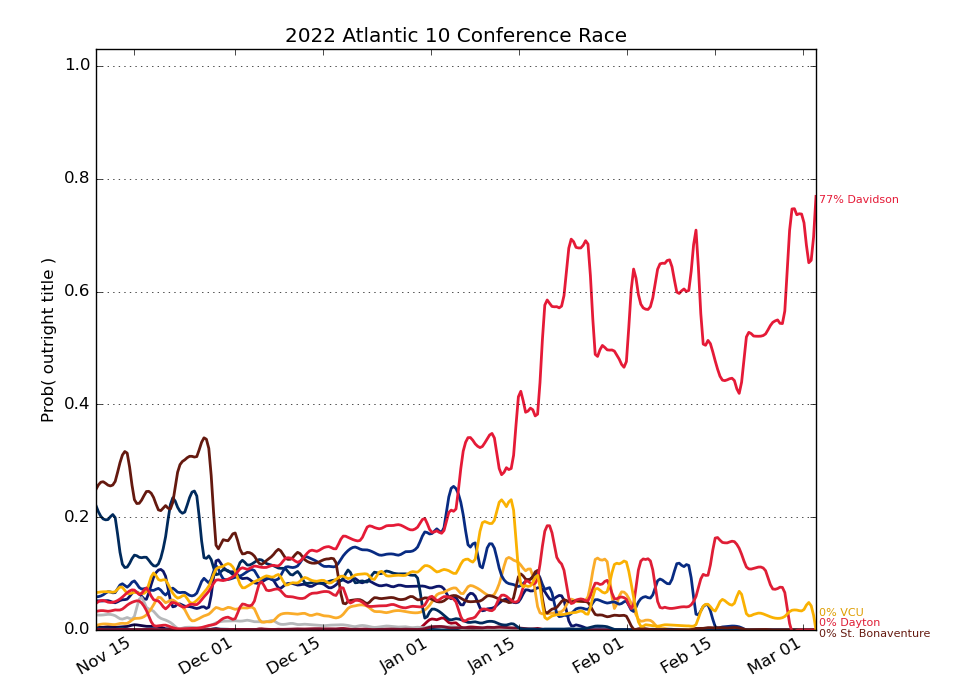 2022 Atlantic 10 Conference Race
Prob( outright title )
1.0
0.8
0.6
0.4
0.2
0.0
77% Davidson
0% VCU
0% Dayton
0% St. Bonaventure
Nov 15
Dec 01
Dec 15
Jan 01
Jan 15
Feb 01
Feb 15
Mar 01